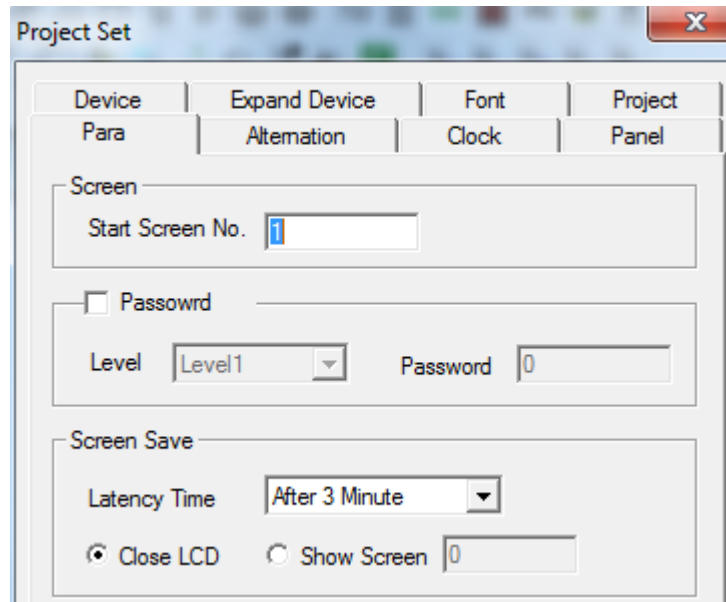 Project Set
Device Expand Device Font Project
Para Alternation Clock Panel
Screen
Start Screen No. 1
Passowrd
Level Level1 Password 0
Screen Save
Latency Time After 3 Minute
Close LCD Show Screen 0